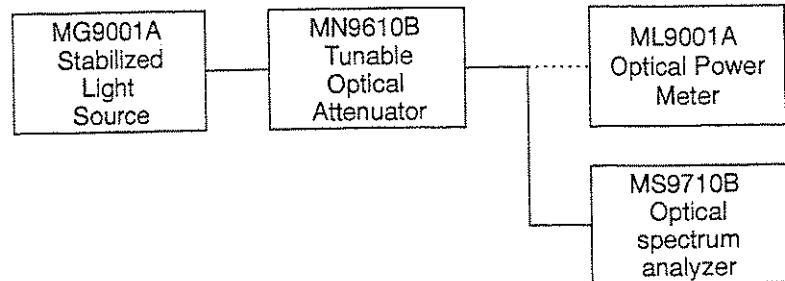 MG9001A
Stabilized
Light
Source
MN9610B
Tunable
Optical
Attenuator
ML9001A
Optical Power
Meter
MS9710B
Optical
spectrum
analyzer